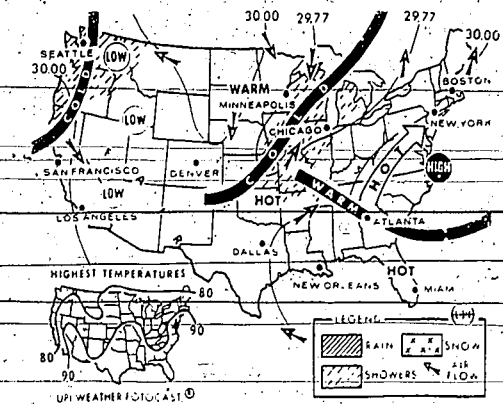 30.00 29.77 29.77
30.00
SEATTLE
LOW
30.00
COLD
WARM
MINNEAPOLIS
COLD
BOSTON
LOW
NEW YORK
CHICAGO
HOT
HIGH
SAN FRANCISCO
DENVER
LOW
HOT
WARM
LOS ANGELES
ATLANTA
DALLAS
HOT
NEW ORLEANS
MIAMI
HIGHEST TEMPERATURES
80
90
80
90
LEGEND
RAIN
SNOW
SHOWERS
AIR
FLOW
UPI WEATHER FOTOCAST